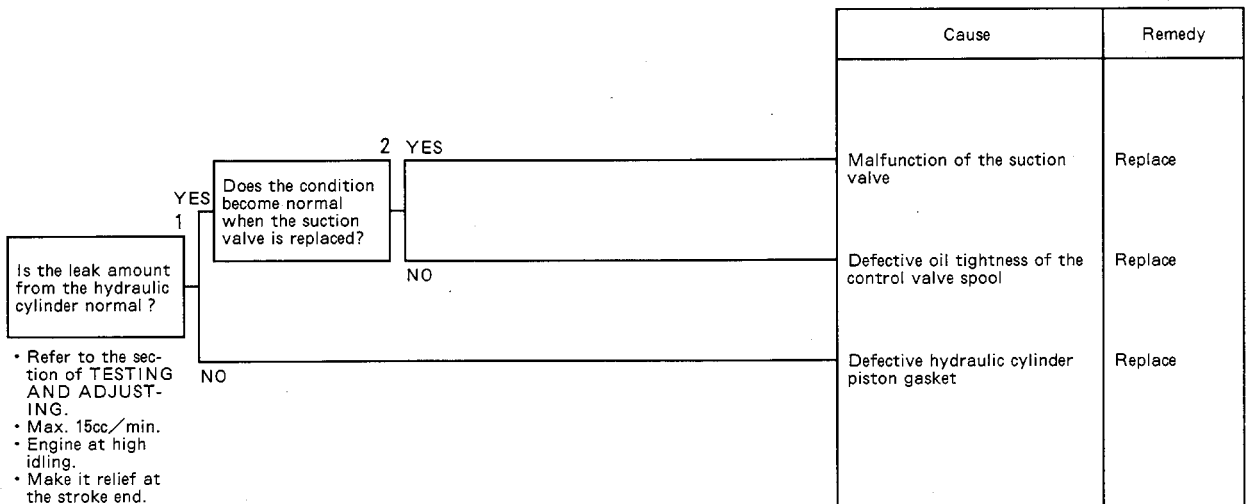 Cause
Remedy
2 YES
Malfunction of the suction
valve
Replace
YES
1
Does the condition
become normal
when the suction
valve is replaced?
NO
Defective oil tightness of the
control valve spool
Replace
Is the leak amount
from the hydraulic
cylinder normal ?
NO
Defective hydraulic cylinder
piston gasket
Replace
• Refer to the sec-
tion of TESTING
AND ADJUST-
ING.
• Max. 15cc/min.
• Engine at high
idling.
• Make it relief at
the stroke end.